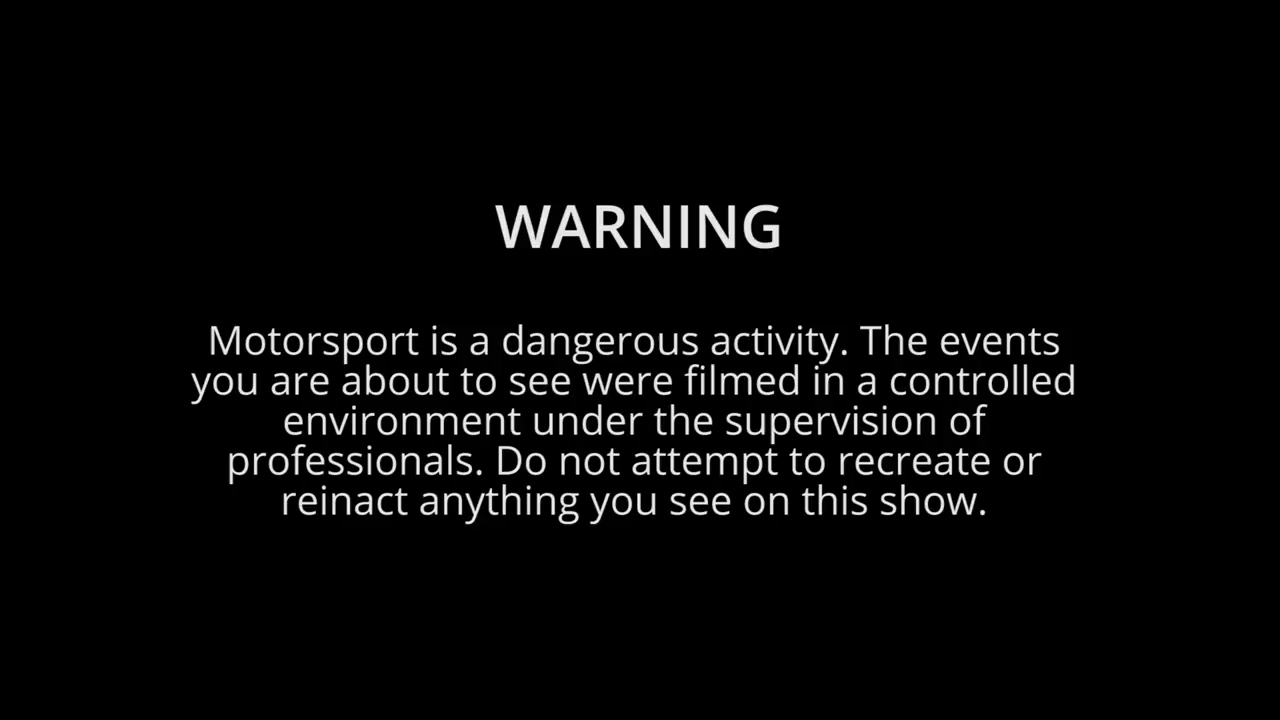 WARNING
Motorsport is a dangerous activity. The events
you are about to see were filmed in a controlled
environment under the supervision of
professionals. Do not attempt to recreate or
reinact anything you see on this show.